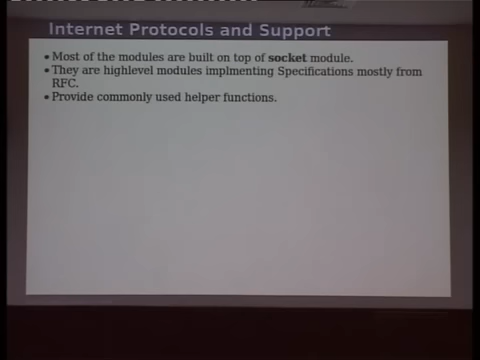 Internet Protocols and Support
• Most of the modules are built on top of socket module.
• They are highlevel modules implmenting Specifications mostly from
RFC.
• Provide commonly used helper functions.